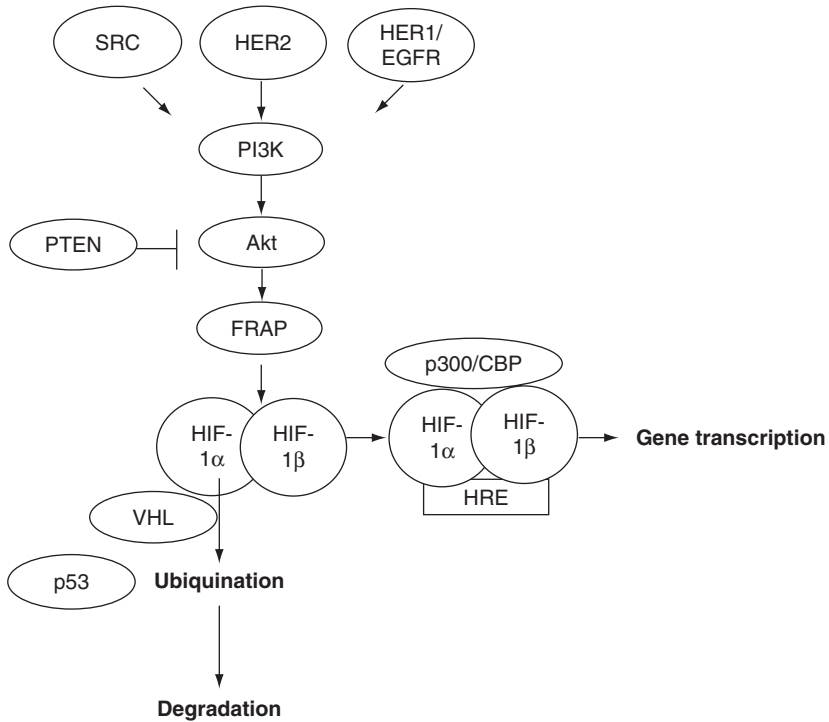 SRC
HER2
HER1/
EGFR
PI3K
PTEN
Akt
FRAP
p300/CBP
HIF-
1α
HIF-
1β
HIF-
1α
HIF-
1β
Gene transcription
HRE
VHL
p53
Ubiquination
Degradation